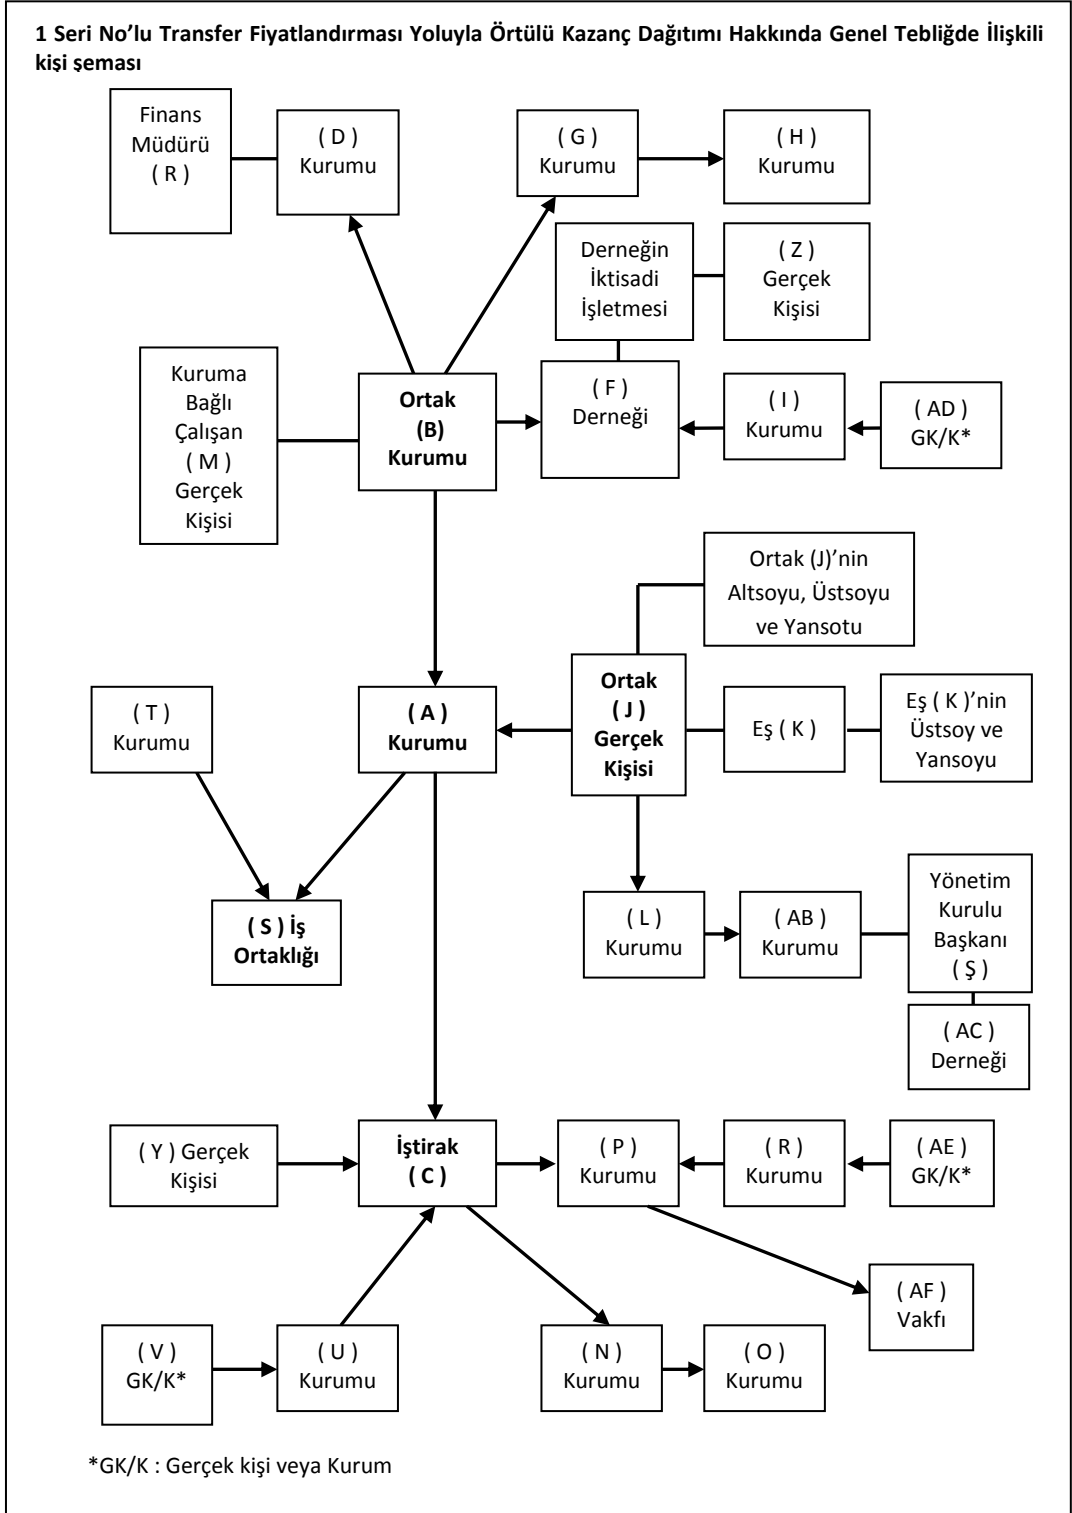 1 Seri No'lu Transfer Fiyatlandırması Yoluyla Örtülü Kazanç Dağıtımı Hakkında Genel Tebliğde İlişkili
kişi şeması
Finans
Müdürü
( R )
( D )
Kurumu
( G )
Kurumu
( H )
Kurumu
Derneğin
İktisadi
İşletmesi
( Z )
Gerçek
Kişisi
Kuruma
Bağlı
Çalışan
( M )
Gerçek
Kişisi
Ortak
(B)
Kurumu
( F )
Derneği
( I )
Kurumu
( AD )
GK/K*
Ortak (J)'nin
Altsoyu, Üstsoyu
ve Yansotu
( T )
Kurumu
( A )
Kurumu
Ortak
( J )
Gerçek
Kişisi
Eş ( K )
Eş ( K )'nin
Üstsoy ve
Yansoyu
( S ) İş
Ortaklığı
( L )
Kurumu
( AB )
Kurumu
Yönetim
Kurulu
Başkanı
( Ş )
( AC )
Derneği
( Y ) Gerçek
Kişisi
İştirak
( C )
( P )
Kurumu
( R )
Kurumu
( AE )
GK/K*
( AF )
Vakfı
( V )
GK/K*
( U )
Kurumu
( N )
Kurumu
( O )
Kurumu
*GK/K : Gerçek kişi veya Kurum